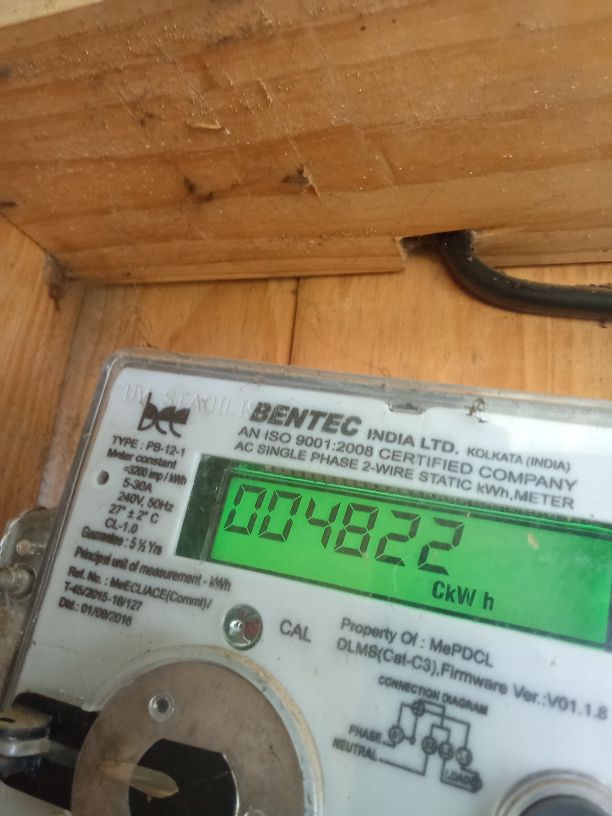 UV STABILI
bee
BENTEC INDIA LTD. KOLKATA (INDIA)
AN ISO 9001:2008 CERTIFIED COMPANY
AC SINGLE PHASE 2-WIRE STATIC kWh,METER
TYPE : PB-12-1
Meter constant
=3200 imp / kWh
5-30A
240V, 50Hz
27° ± 2° C
CL-1.0
Guarantee : 5 ½ Yrs
Principal unit of measurement - kWh
Ref. No. : MeECL/ACE(Comml)/
T-45/2015-16/127
Dtd.: 01/09/2016
004822
CkW h
CAL
Property Of : MePDCL
DLMS(Cat-C3),Firmware Ver.:V01.1.8
CONNECTION DIAGRAM
PHASE
NEUTRAL
LOAD